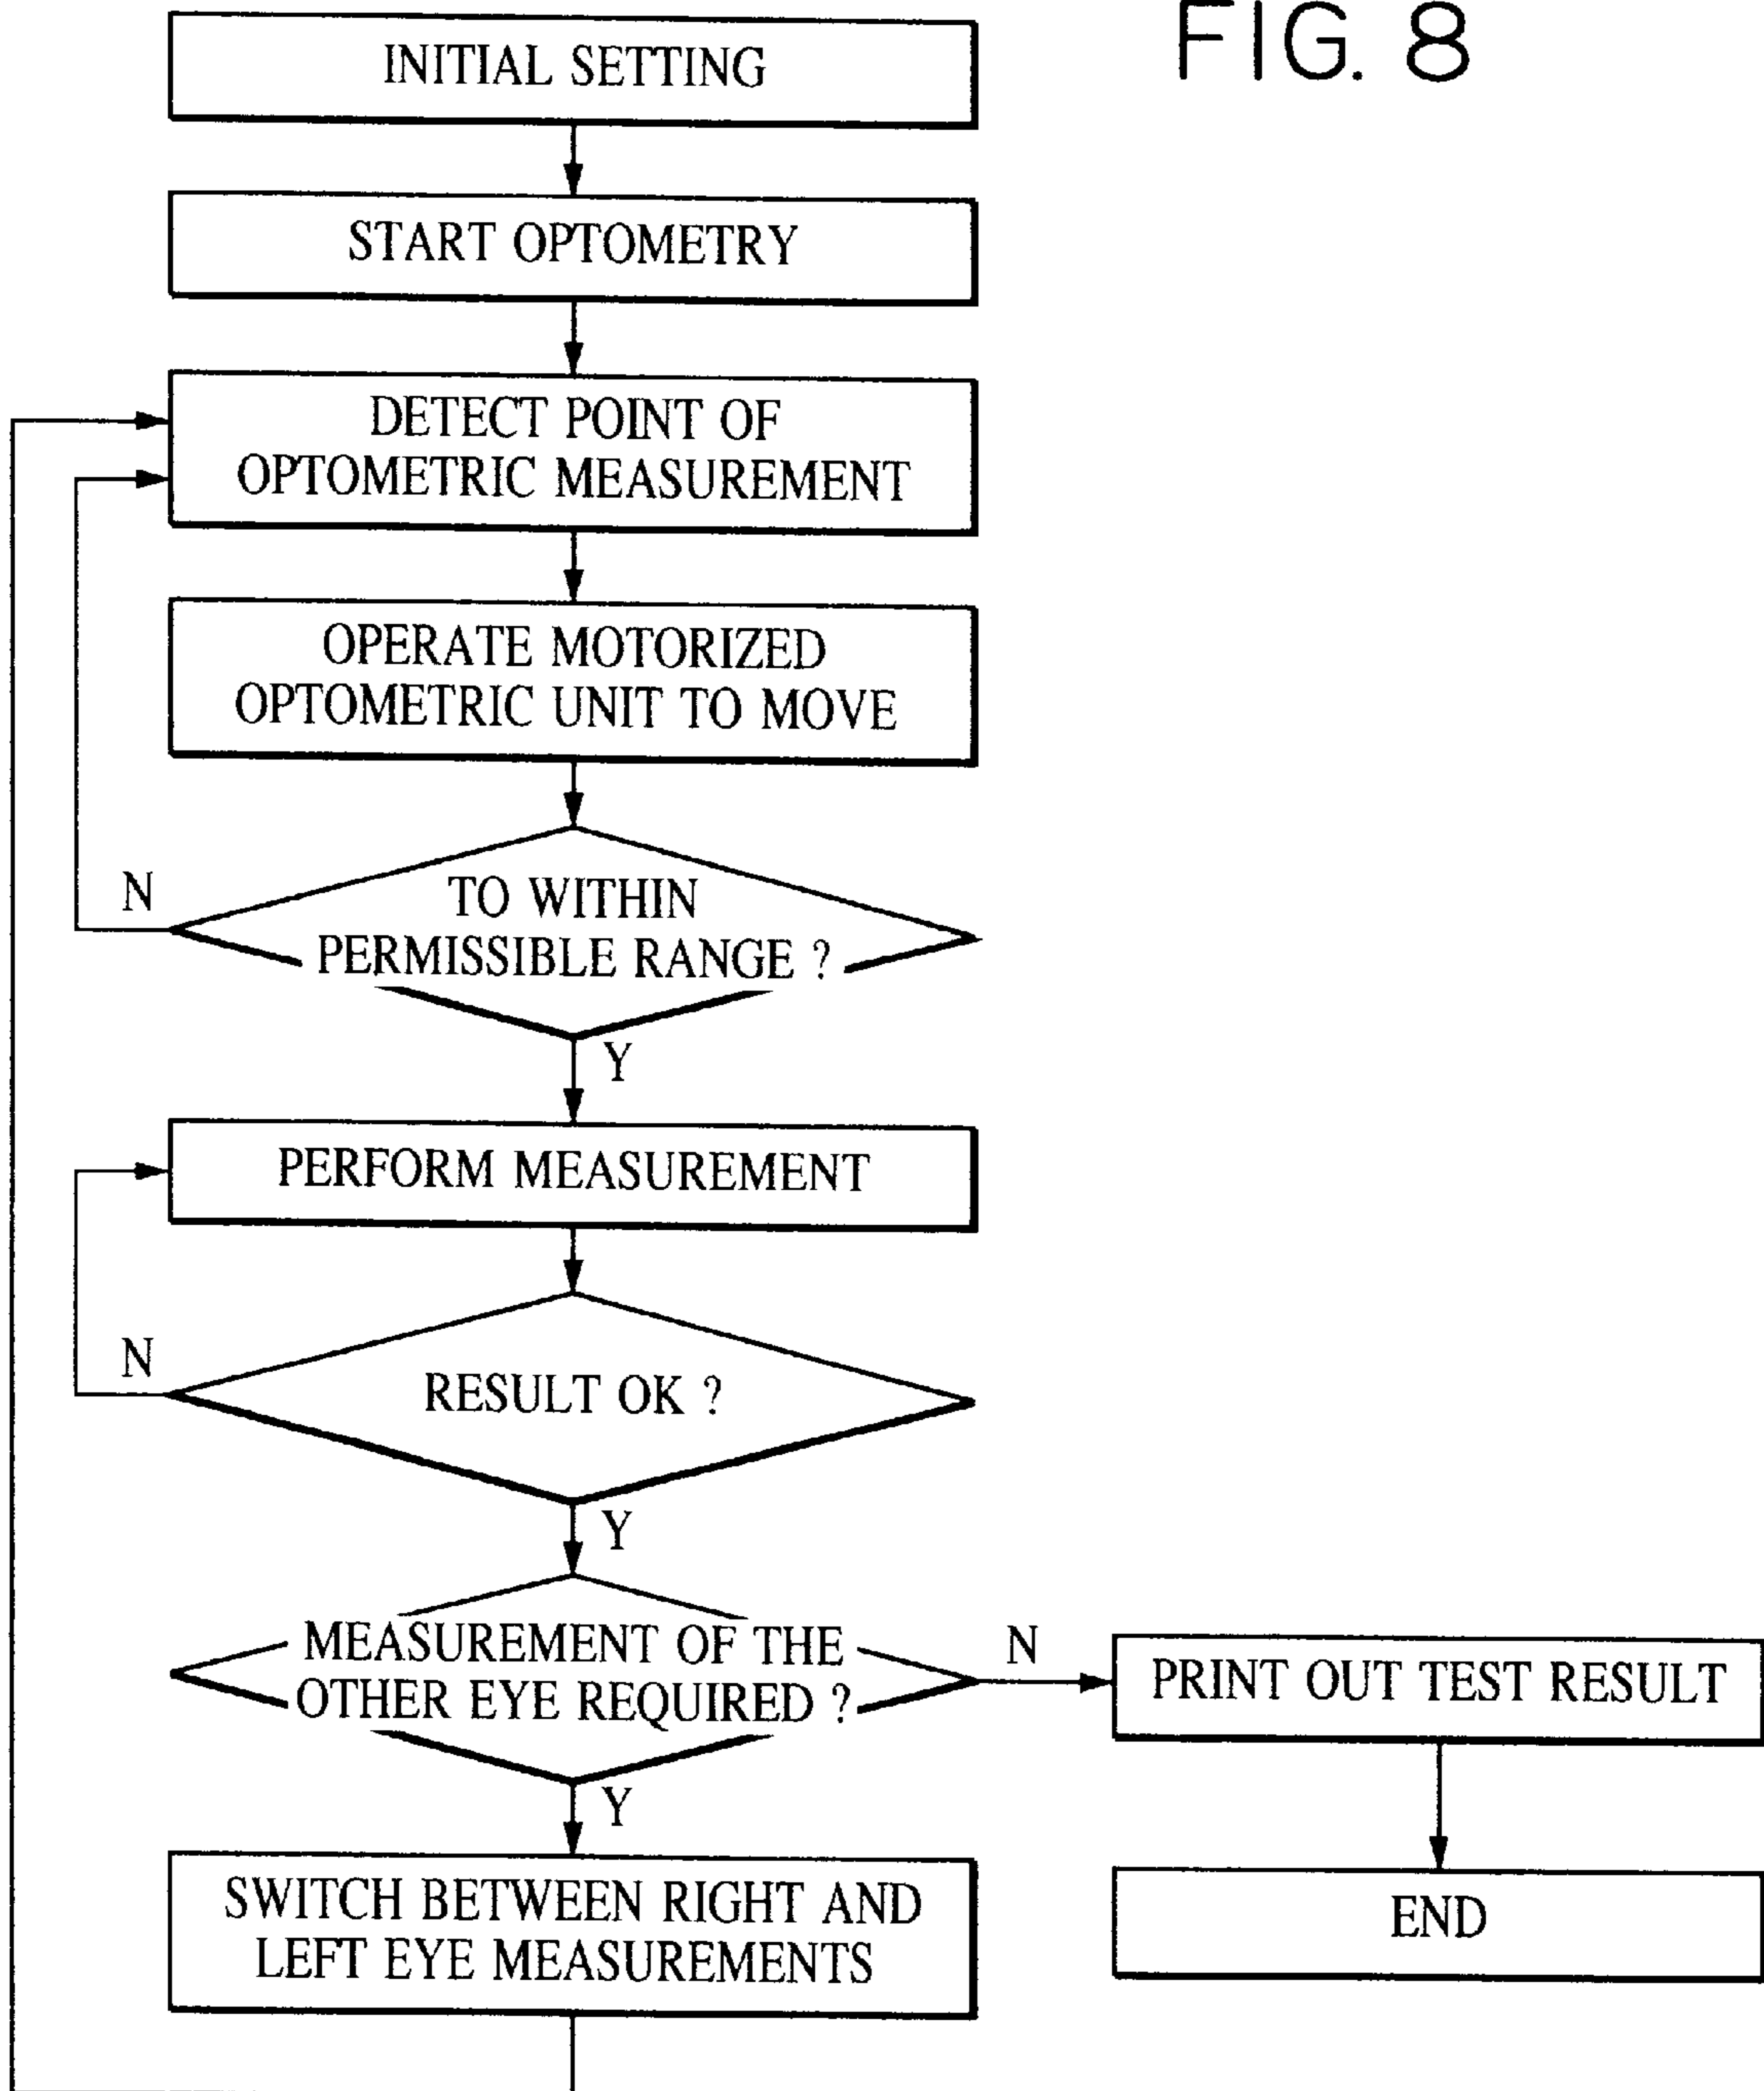 FIG. 8
INITIAL SETTING
START OPTOMETRY
DETECT POINT OF
OPTOMETRIC MEASUREMENT
OPERATE MOTORIZED
OPTOMETRIC UNIT TO MOVE
TO WITHIN
PERMISSIBLE RANGE ?
N
Y
PERFORM MEASUREMENT
RESULT OK ?
N
Y
MEASUREMENT OF THE
OTHER EYE REQUIRED ?
N
PRINT OUT TEST RESULT
END
Y
SWITCH BETWEEN RIGHT AND
LEFT EYE MEASUREMENTS